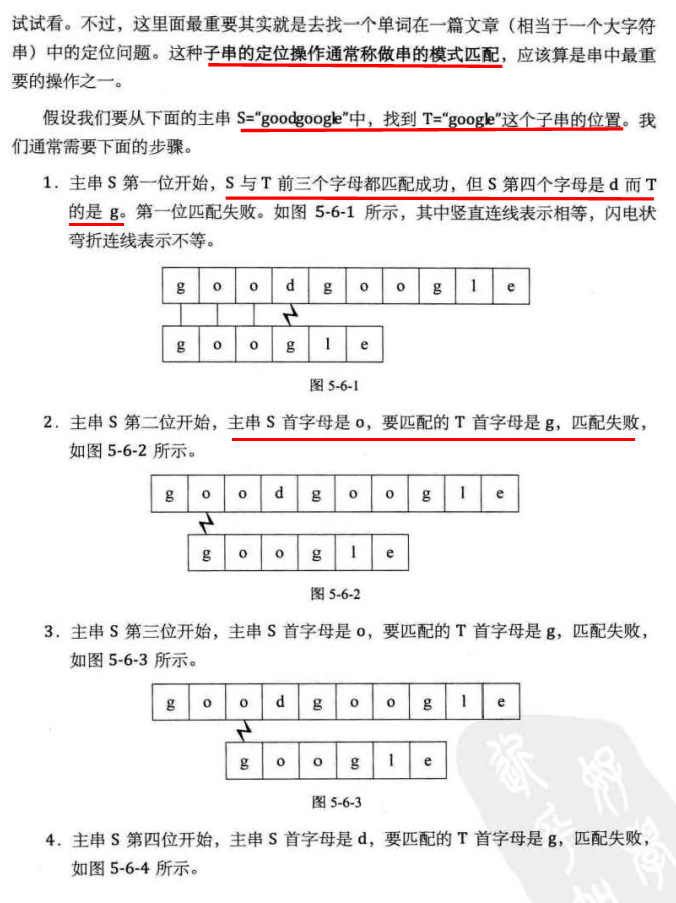 试试看。不过，这里面最重要其实就是去找一个单词在一篇文章（相当于一个大字符
串）中的定位问题。这种子串的定位操作通常称做串的模式匹配，应该算是串中最重
要的操作之一。
假设我们要从下面的主串 S="goodgoogle"中，找到 T="google"这个子串的位置。我
们通常需要下面的步骤。
1．主串 S 第一位开始，S 与 T 前三个字母都匹配成功，但 S 第四个字母是 d 而 T
的是 g。第一位匹配失败。如图 5-6-1 所示，其中竖直连线表示相等，闪电状
弯折连线表示不等。
g o o d g o o g l e
g o o g l e
图 5-6-1
2．主串 S 第二位开始，主串 S 首字母是 o，要匹配的 T 首字母是 g，匹配失败，
如图 5-6-2 所示。
g o o d g o o g l e
g o o g l e
图 5-6-2
3．主串 S 第三位开始，主串 S 首字母是 o，要匹配的 T 首字母是 g，匹配失败，
如图 5-6-3 所示。
g o o d g o o g l e
g o o g l e
图 5-6-3
4．主串 S 第四位开始，主串 S 首字母是 d，要匹配的 T 首字母是 g，匹配失败，
如图 5-6-4 所示。